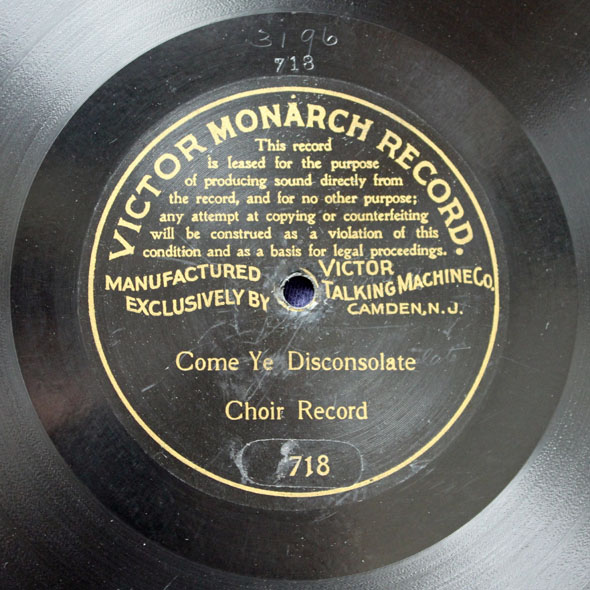 3196
718
VICTOR MONARCH RECORD.
This record
is leased for the purpose
of producing sound directly from
the record, and for no other purpose;
any attempt at copying or counterfeiting
will be construed as a violation of this
condition and as a basis for legal proceedings.
MANUFACTURED
EXCLUSIVELY BY
VICTOR
TALKING MACHINE CO.
CAMDEN, N.J.
Come Ye Disconsolate
Choir Record
718